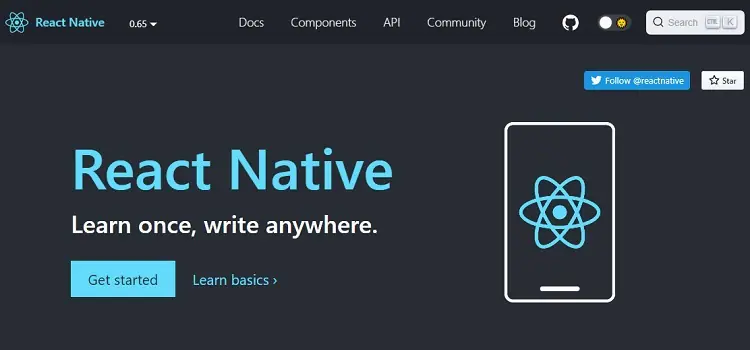 React Native 0.65 Docs Components API Community Blog Search CTRL K
Follow @reactnative Star
React Native
Learn once, write anywhere.
Get started Learn basics ›